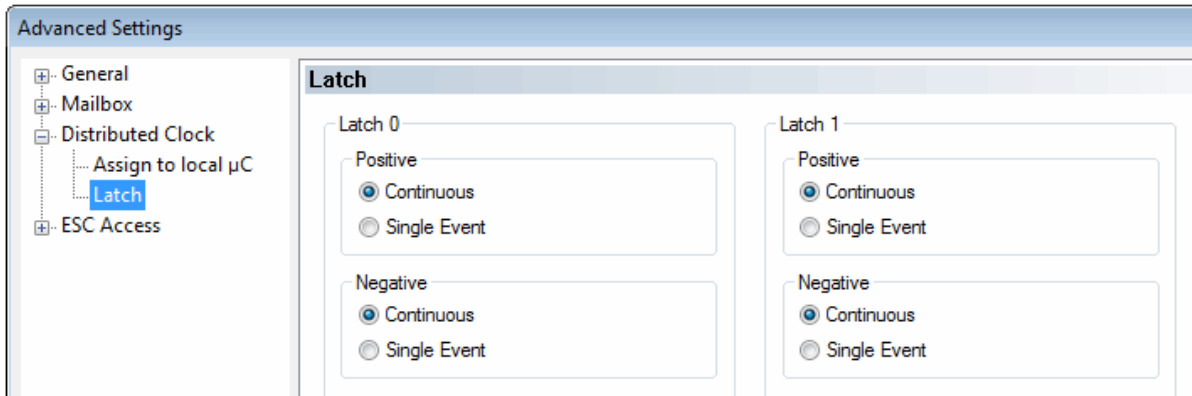 Advanced Settings
General
Mailbox
Distributed Clock
Assign to local µC
Latch
ESC Access
Latch
Latch 0
Positive
Continuous
Single Event
Negative
Continuous
Single Event
Latch 1
Positive
Continuous
Single Event
Negative
Continuous
Single Event